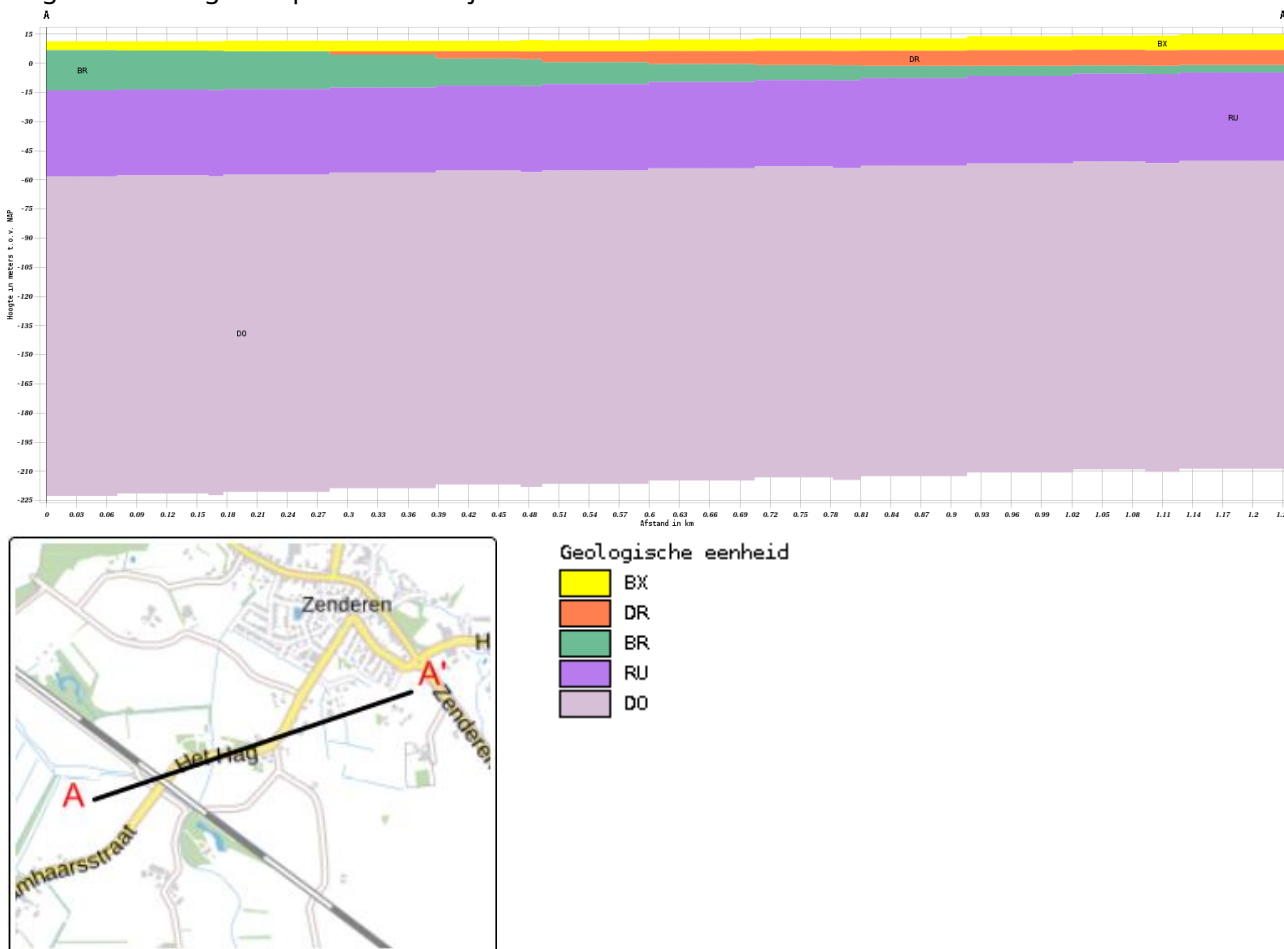 A
A
15
0
-15
-30
-45
-60
-75
-90
-105
-120
-135
-150
-165
-180
-195
-210
-225
Hoogte in meters t.o.v. NAP
BX
DR
BR
RU
DO
0 0.03 0.06 0.09 0.12 0.15 0.18 0.21 0.24 0.27 0.3 0.33 0.36 0.39 0.42 0.45 0.48 0.51 0.54 0.57 0.6 0.63 0.66 0.69 0.72 0.75 0.78 0.81 0.84 0.87 0.9 0.93 0.96 0.99 1.02 1.05 1.08 1.11 1.14 1.17 1.2
Afstand in km
Zenderen
H
A'
Zenderen
Het Hag
A
mhaarsstraat
Geologische eenheid
BX
DR
BR
RU
DO